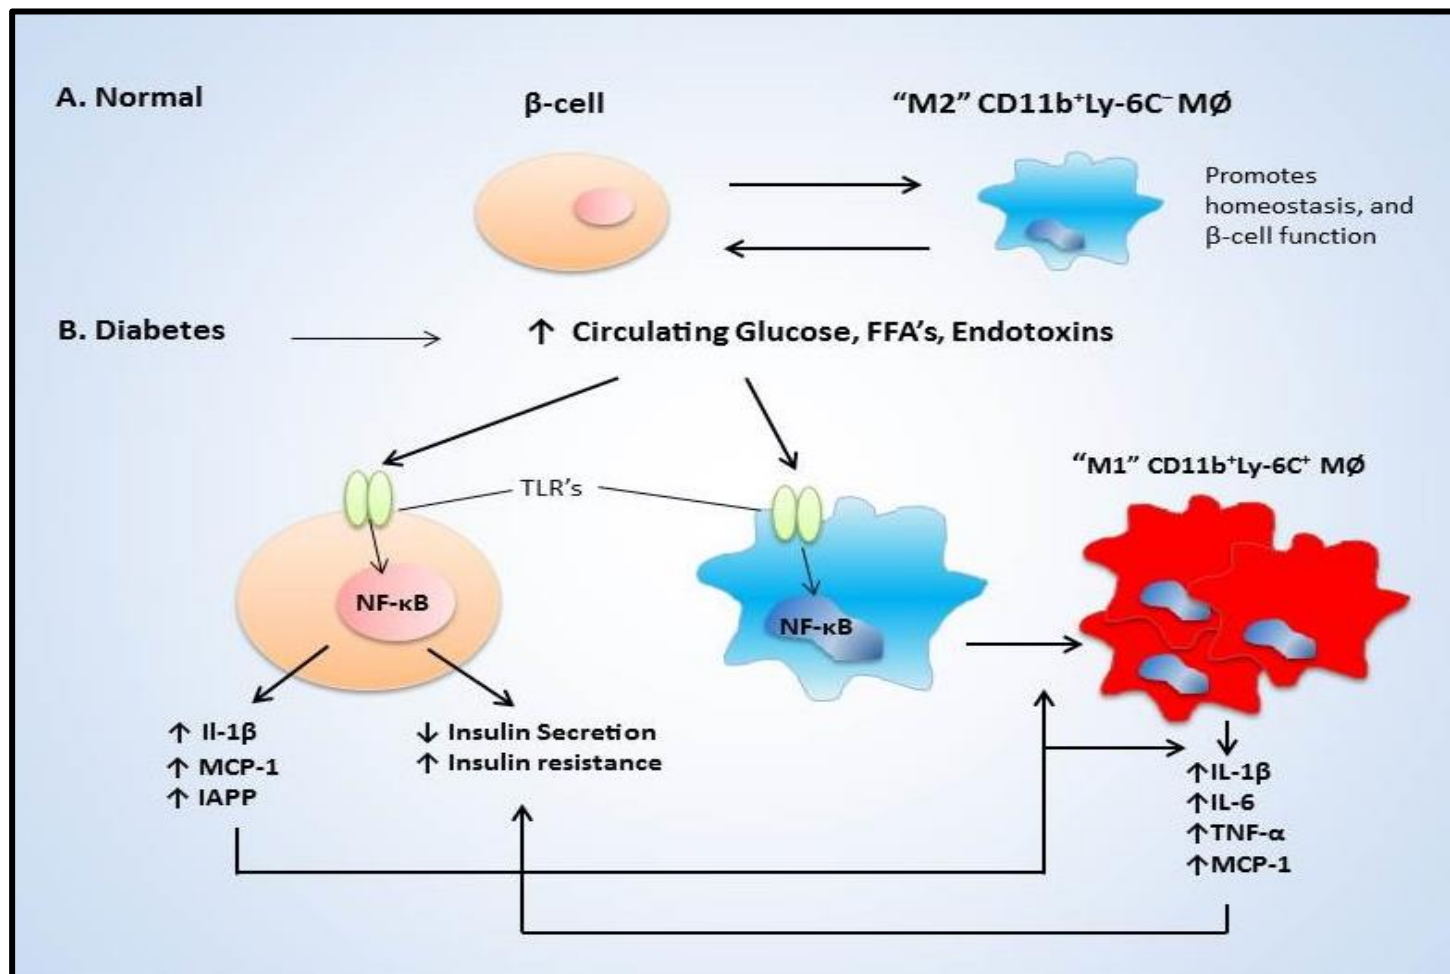 A. Normal
β-cell
“M2” CD11b⁺Ly-6C⁻ MØ
Promotes
homeostasis, and
β-cell function
B. Diabetes
↑ Circulating Glucose, FFA's, Endotoxins
“M1” CD11b⁺Ly-6C⁺ MØ
TLR's
NF-κB
NF-κB
↑ Il-1β
↑ MCP-1
↑ IAPP
↓ Insulin Secretion
↑ Insulin resistance
↑IL-1β
↑IL-6
↑TNF-α
↑MCP-1